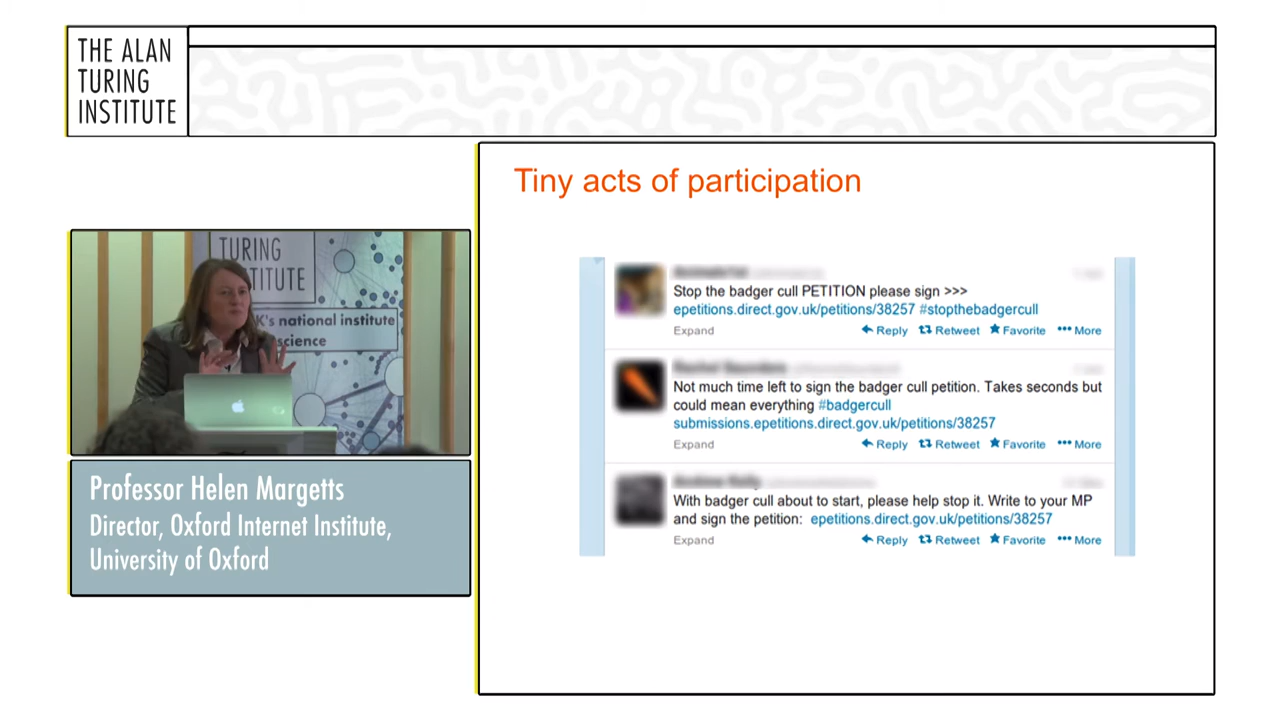 THE ALAN
TURING
INSTITUTE
Tiny acts of participation
Stop the badger cull PETITION please sign >>>
epetitions.direct.gov.uk/petitions/38257 #stopthebadgercull
Expand Reply Retweet Favorite More
Not much time left to sign the badger cull petition. Takes seconds but
could mean everything #badgercull
submissions.epetitions.direct.gov.uk/petitions/38257
Expand Reply Retweet Favorite More
With badger cull about to start, please help stop it. Write to your MP
and sign the petition: epetitions.direct.gov.uk/petitions/38257
Expand Reply Retweet Favorite More
TURING
STITUTE
K's national institute
science
Professor Helen Margetts
Director, Oxford Internet Institute,
University of Oxford